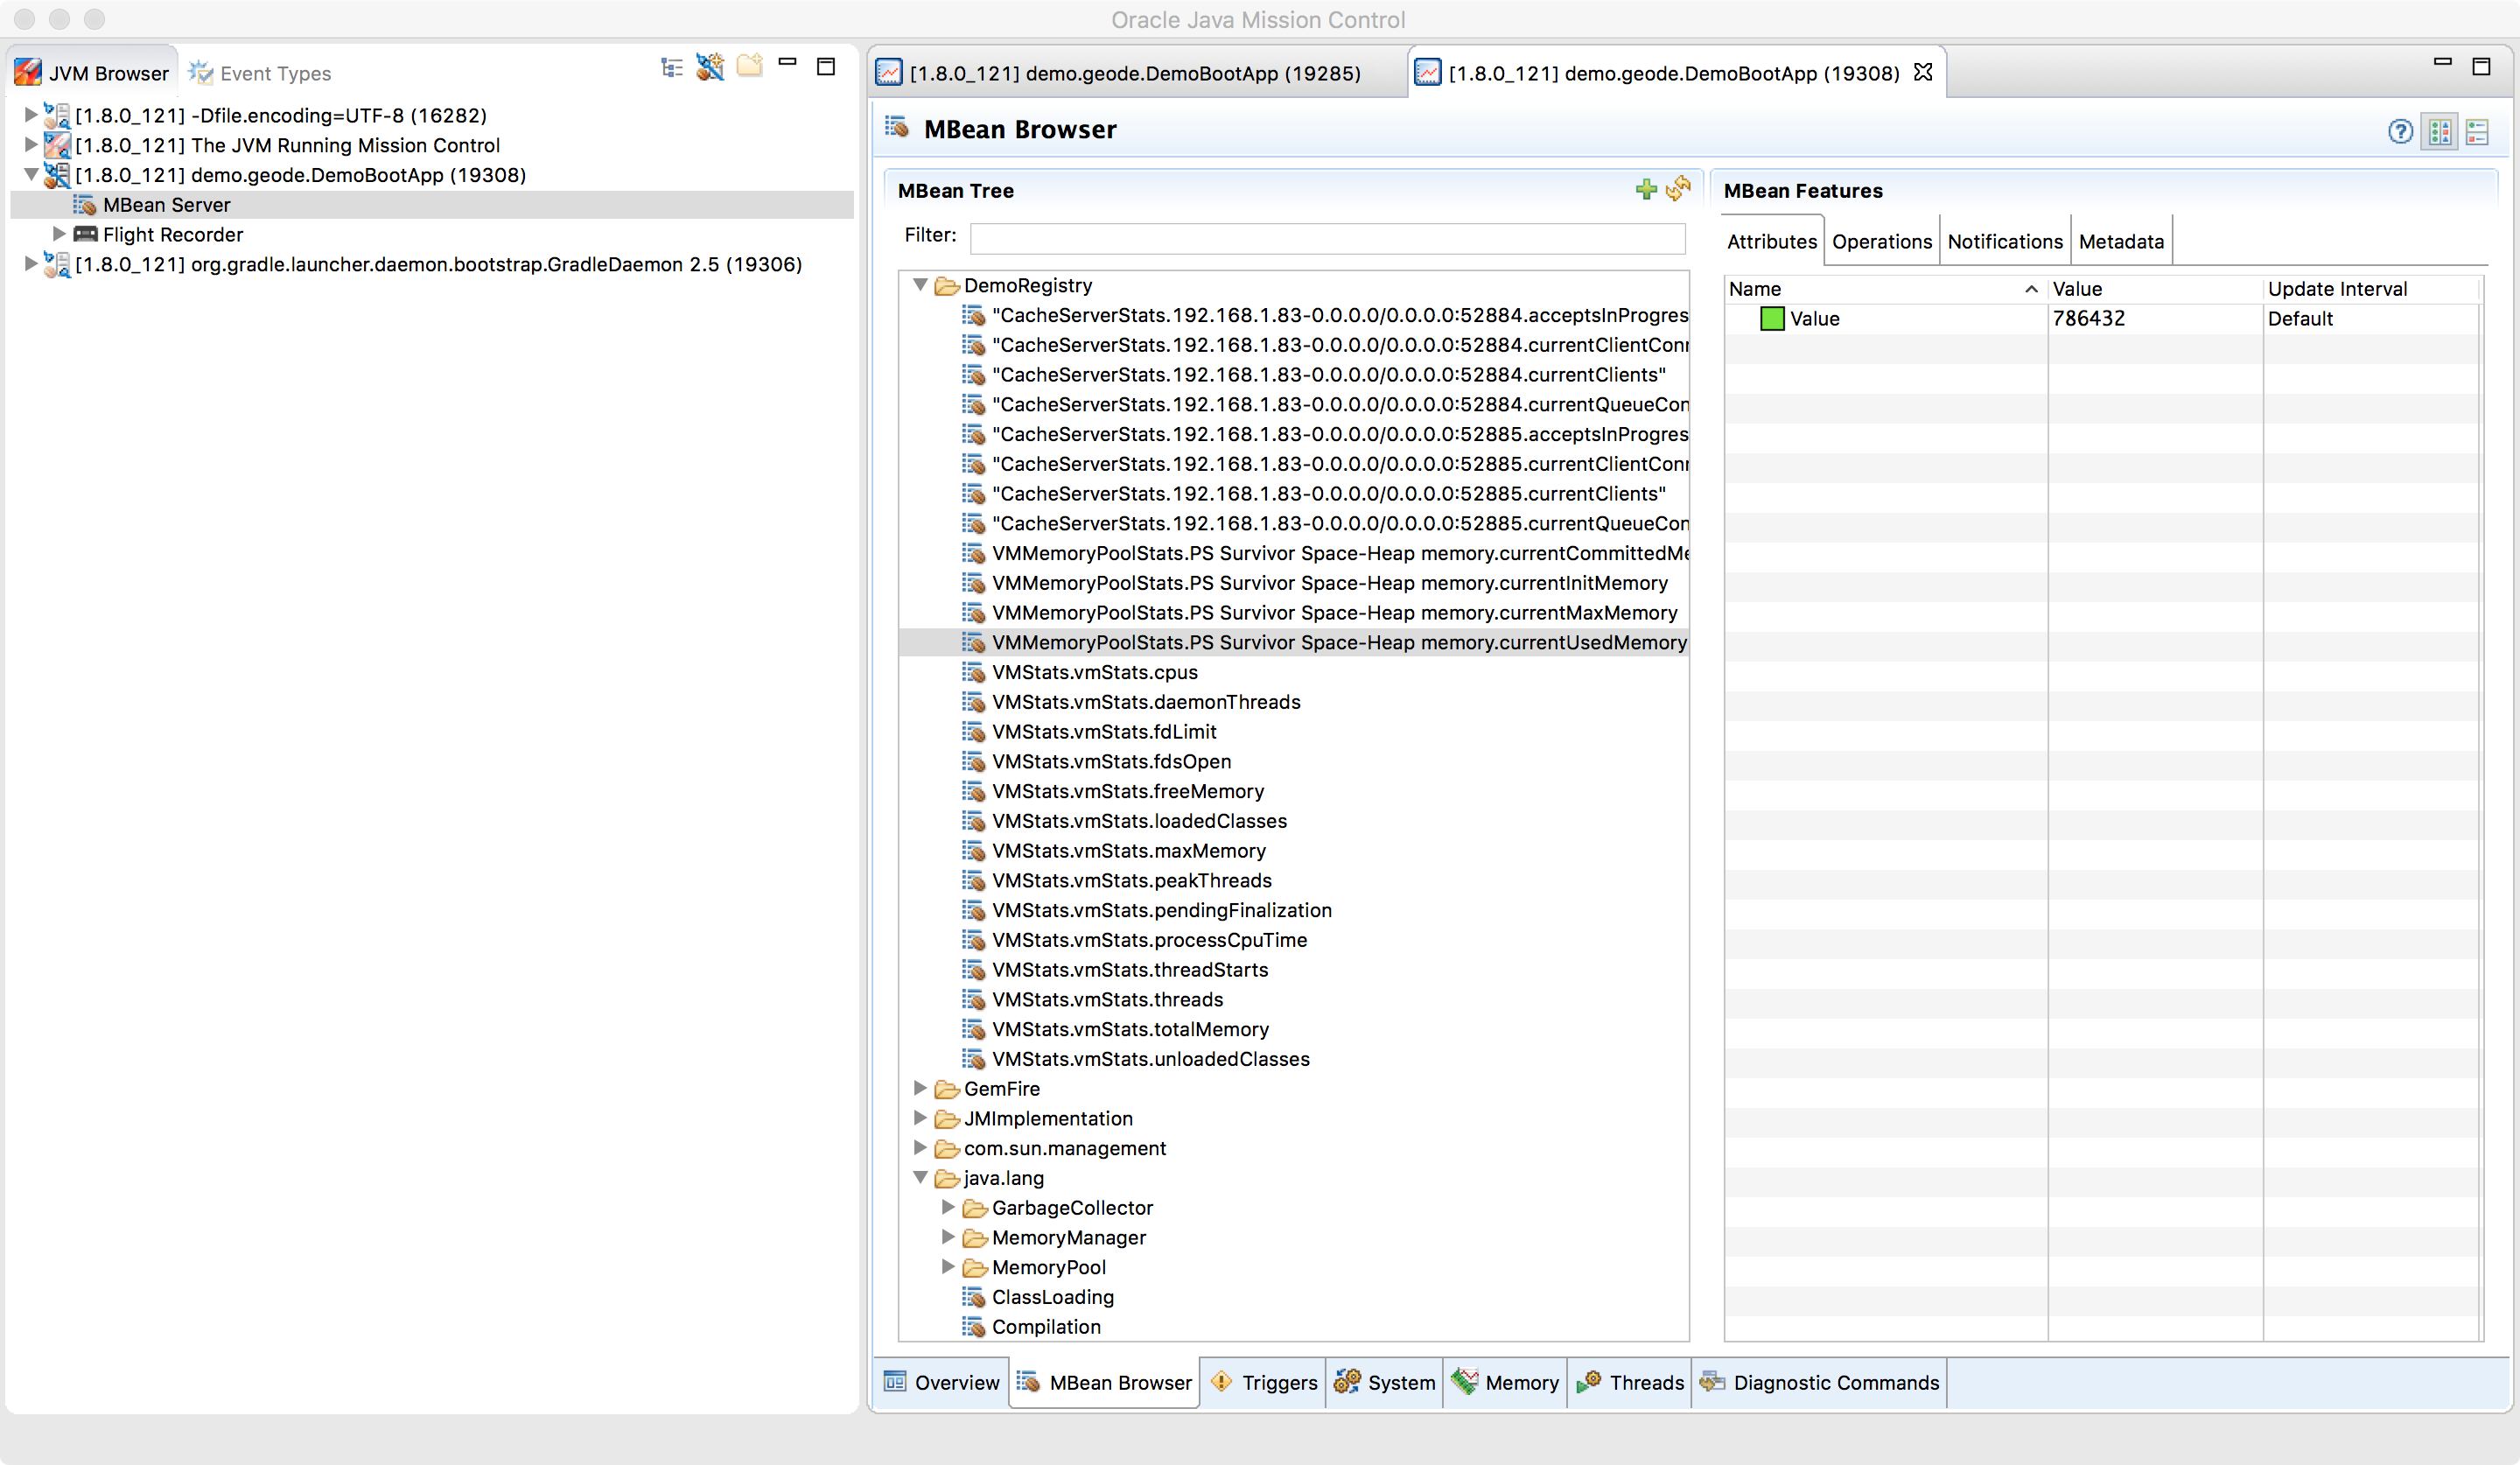 Oracle Java Mission Control
JVM Browser
Event Types
[1.8.0_121] -Dfile.encoding=UTF-8 (16282)
[1.8.0_121] The JVM Running Mission Control
[1.8.0_121] demo.geode.DemoBootApp (19308)
MBean Server
Flight Recorder
[1.8.0_121] org.gradle.launcher.daemon.bootstrap.GradleDaemon 2.5 (19306)
[1.8.0_121] demo.geode.DemoBootApp (19285)
[1.8.0_121] demo.geode.DemoBootApp (19308)
MBean Browser
MBean Tree
Filter:
DemoRegistry
"CacheServerStats.192.168.1.83-0.0.0.0/0.0.0.0:52884.acceptsInProgres
"CacheServerStats.192.168.1.83-0.0.0.0/0.0.0.0:52884.currentClientConn
"CacheServerStats.192.168.1.83-0.0.0.0/0.0.0.0:52884.currentClients"
"CacheServerStats.192.168.1.83-0.0.0.0/0.0.0.0:52884.currentQueueCon
"CacheServerStats.192.168.1.83-0.0.0.0/0.0.0.0:52885.acceptsInProgres
"CacheServerStats.192.168.1.83-0.0.0.0/0.0.0.0:52885.currentClientConn
"CacheServerStats.192.168.1.83-0.0.0.0/0.0.0.0:52885.currentClients"
"CacheServerStats.192.168.1.83-0.0.0.0/0.0.0.0:52885.currentQueueCon
VMMemoryPoolStats.PS Survivor Space-Heap memory.currentCommittedMe
VMMemoryPoolStats.PS Survivor Space-Heap memory.currentInitMemory
VMMemoryPoolStats.PS Survivor Space-Heap memory.currentMaxMemory
VMMemoryPoolStats.PS Survivor Space-Heap memory.currentUsedMemory
VMStats.vmStats.cpus
VMStats.vmStats.daemonThreads
VMStats.vmStats.fdLimit
VMStats.vmStats.fdsOpen
VMStats.vmStats.freeMemory
VMStats.vmStats.loadedClasses
VMStats.vmStats.maxMemory
VMStats.vmStats.peakThreads
VMStats.vmStats.pendingFinalization
VMStats.vmStats.processCpuTime
VMStats.vmStats.threadStarts
VMStats.vmStats.threads
VMStats.vmStats.totalMemory
VMStats.vmStats.unloadedClasses
GemFire
JMImplementation
com.sun.management
java.lang
GarbageCollector
MemoryManager
MemoryPool
ClassLoading
Compilation
MBean Features
Attributes Operations Notifications Metadata
Name Value Update Interval
Value 786432 Default
Overview MBean Browser Triggers System Memory Threads Diagnostic Commands